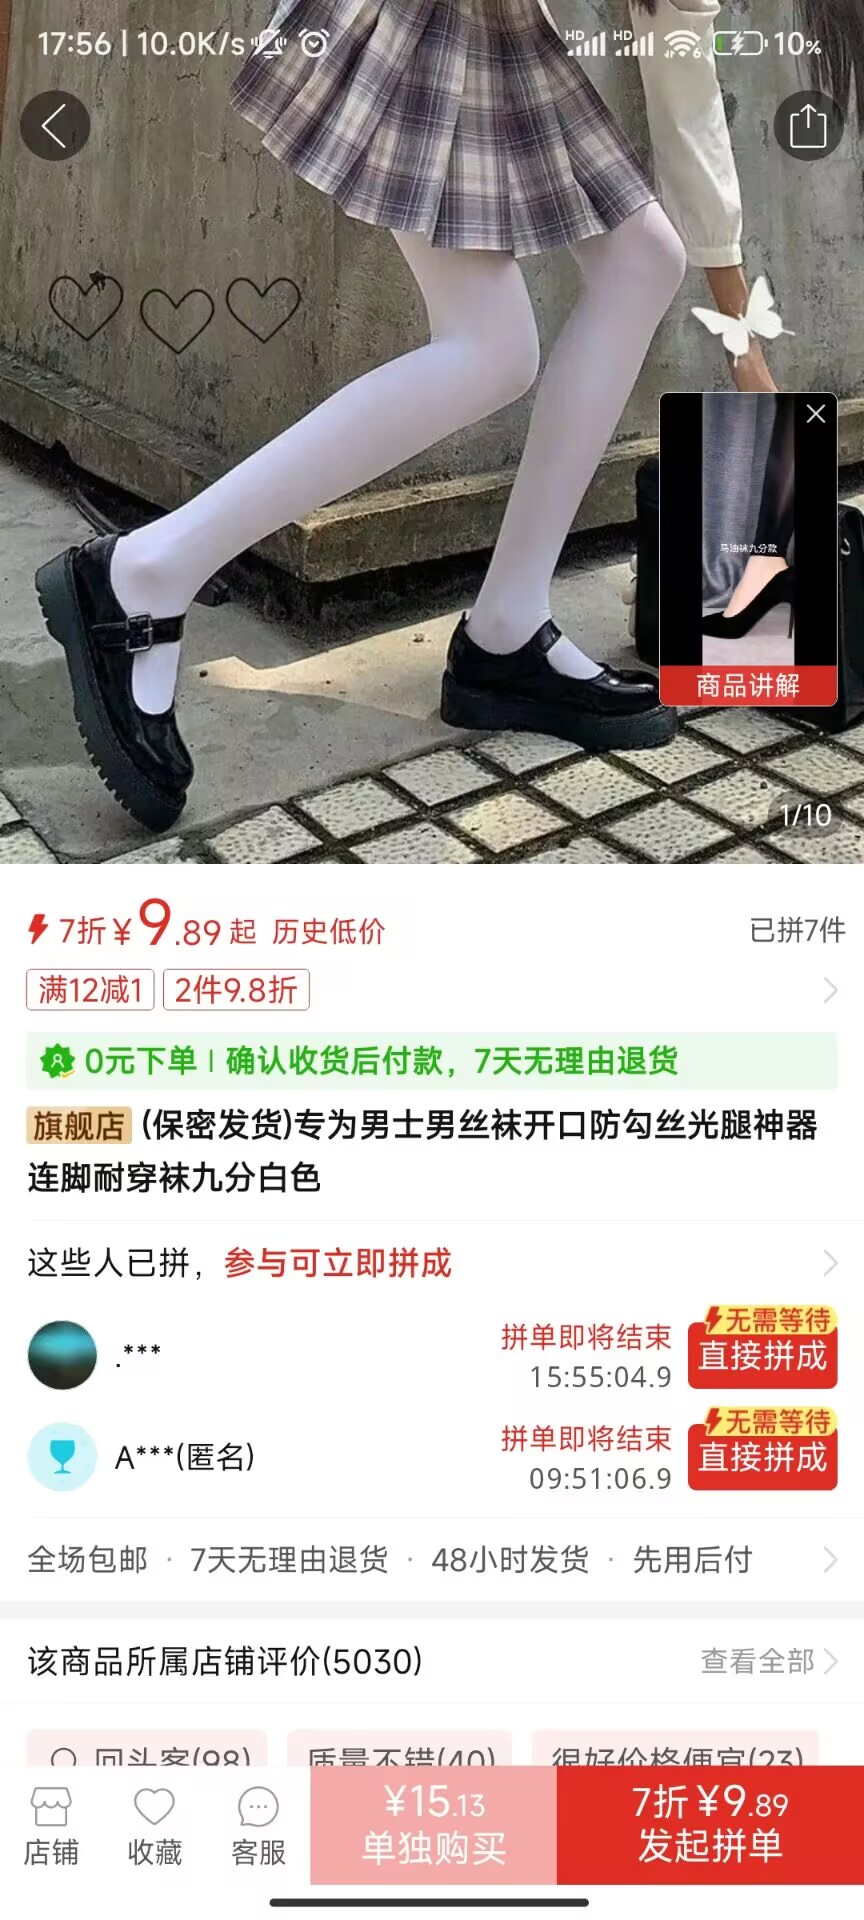 17:56 | 10.0K/s
HD HD 6 10%
马油袜九分款
商品讲解
1/10
7折¥9.89起 历史低价 已拼7件
满12减1 2件9.8折
0元下单 | 确认收货后付款，7天无理由退货
旗舰店 (保密发货)专为男士男丝袜开口防勾丝光腿神器
连脚耐穿袜九分白色
这些人已拼，参与可立即拼成
.*** 拼单即将结束 15:55:04.9
无需等待
直接拼成
A***(匿名) 拼单即将结束 09:51:06.9
无需等待
直接拼成
全场包邮 · 7天无理由退货 · 48小时发货 · 先用后付
该商品所属店铺评价(5030) 查看全部
回头客(98) 质量不错(40) 很好价格便宜(23)
店铺 收藏 客服
¥15.13
单独购买
7折 ¥9.89
发起拼单